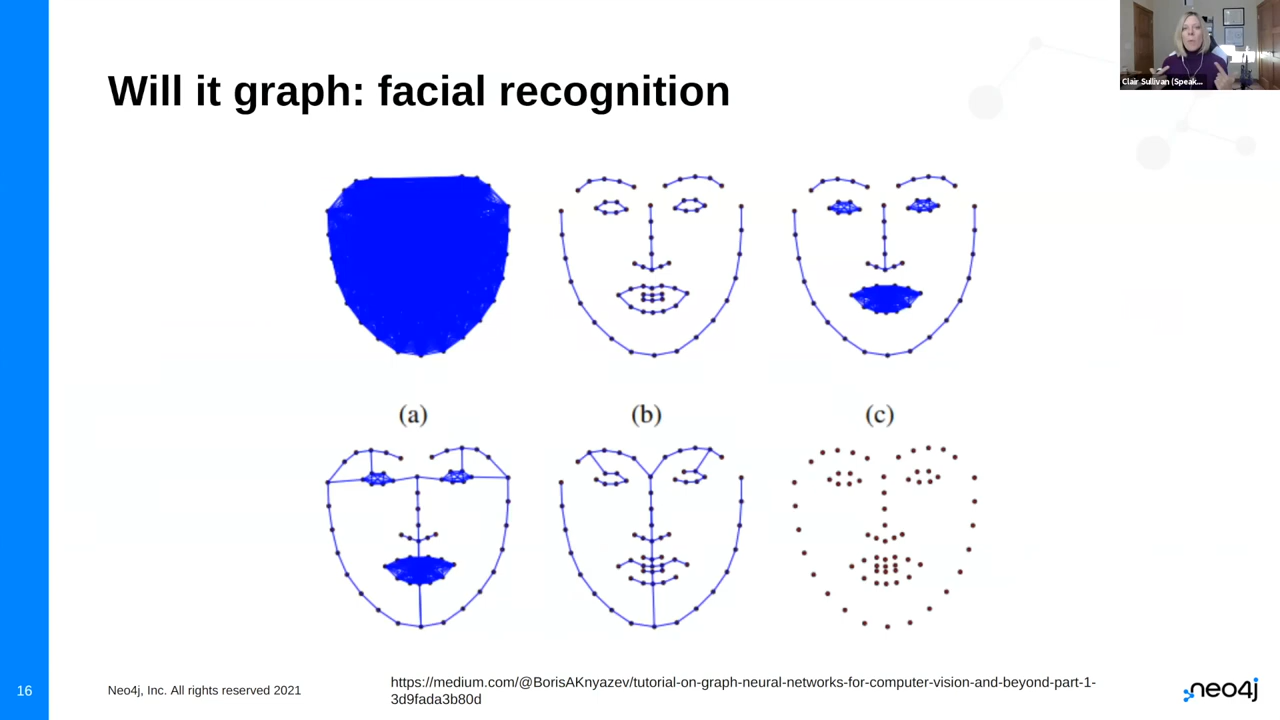 Clair Sullivan (Speak...
Will it graph: facial recognition
(a)
(b)
(c)
16
Neo4j, Inc. All rights reserved 2021
https://medium.com/@BorisAKnyazev/tutorial-on-graph-neural-networks-for-computer-vision-and-beyond-part-1-
3d9fada3b80d
neo4j